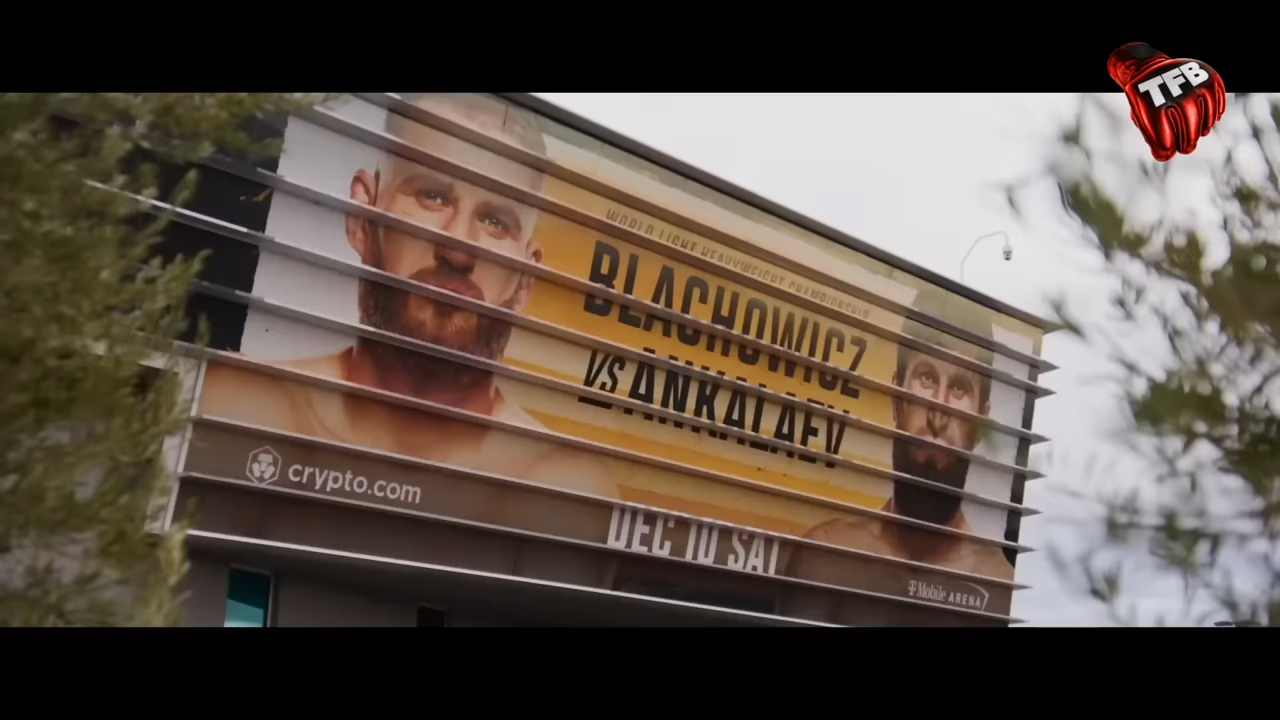 TFB
WORLD LIGHT HEAVYWEIGHT CHAMPIONSHIP
BLACHOWICZ
VS ANKALAEV
crypto.com
DEC 10 SAT
T Mobile ARENA